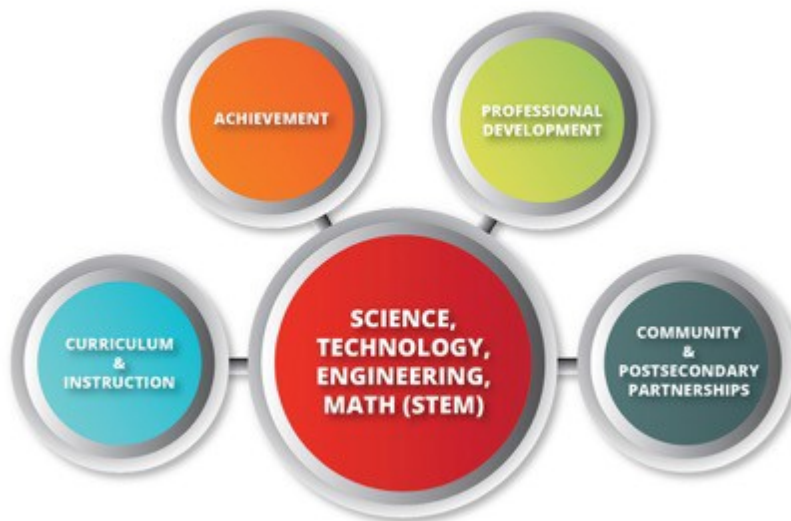 ACHIEVEMENT
PROFESSIONAL
DEVELOPMENT
CURRICULUM
&
INSTRUCTION
SCIENCE,
TECHNOLOGY,
ENGINEERING,
MATH (STEM)
COMMUNITY
&
POSTSECONDARY
PARTNERSHIPS